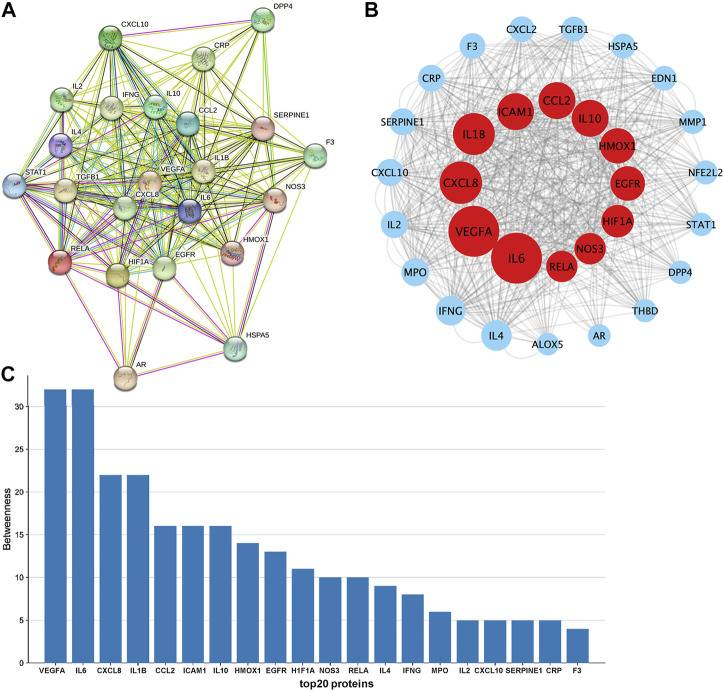 A
DPP4
CXCL10
CRP
IL2
IFNG
IL10
CCL2
SERPINE1
IL4
F3
IL1B
STAT1
TGFB1
VEGFA
NOS3
CXCL8
IL6
RELA
HIF1A
EGFR
HMOX1
HSPA5
AR
B
CXCL2
TGFB1
F3
HSPA5
CRP
EDN1
CCL2
ICAM1
IL10
SERPINE1
MMP1
IL1B
HMOX1
CXCL10
CXCL8
EGFR
NFE2L2
IL2
HIF1A
STAT1
VEGFA
NOS3
MPO
IL6
RELA
DPP4
IFNG
THBD
IL4
ALOX5
AR
C
Betweenness
30
25
20
15
10
5
0
VEGFA IL6 CXCL8 IL1B CCL2 ICAM1 IL10 HMOX1 EGFR H1F1A NOS3 RELA IL4 IFNG MPO IL2 CXCL10 SERPINE1 CRP F3
top20 proteins